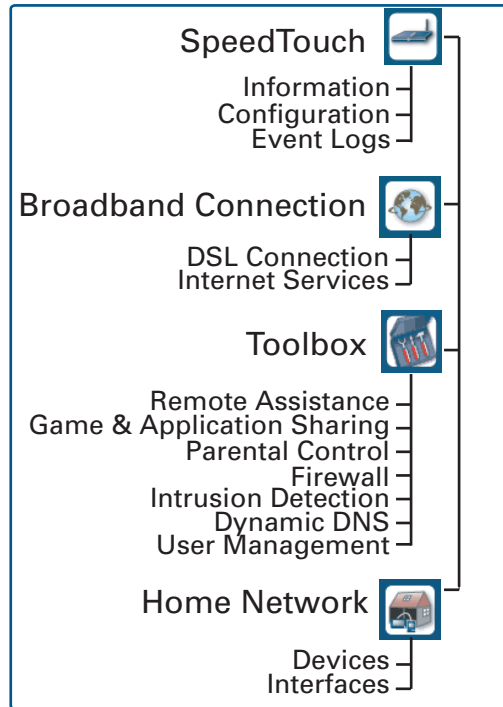 SpeedTouch
Information
Configuration
Event Logs
Broadband Connection
DSL Connection
Internet Services
Toolbox
Remote Assistance
Game & Application Sharing
Parental Control
Firewall
Intrusion Detection
Dynamic DNS
User Management
Home Network
Devices
Interfaces